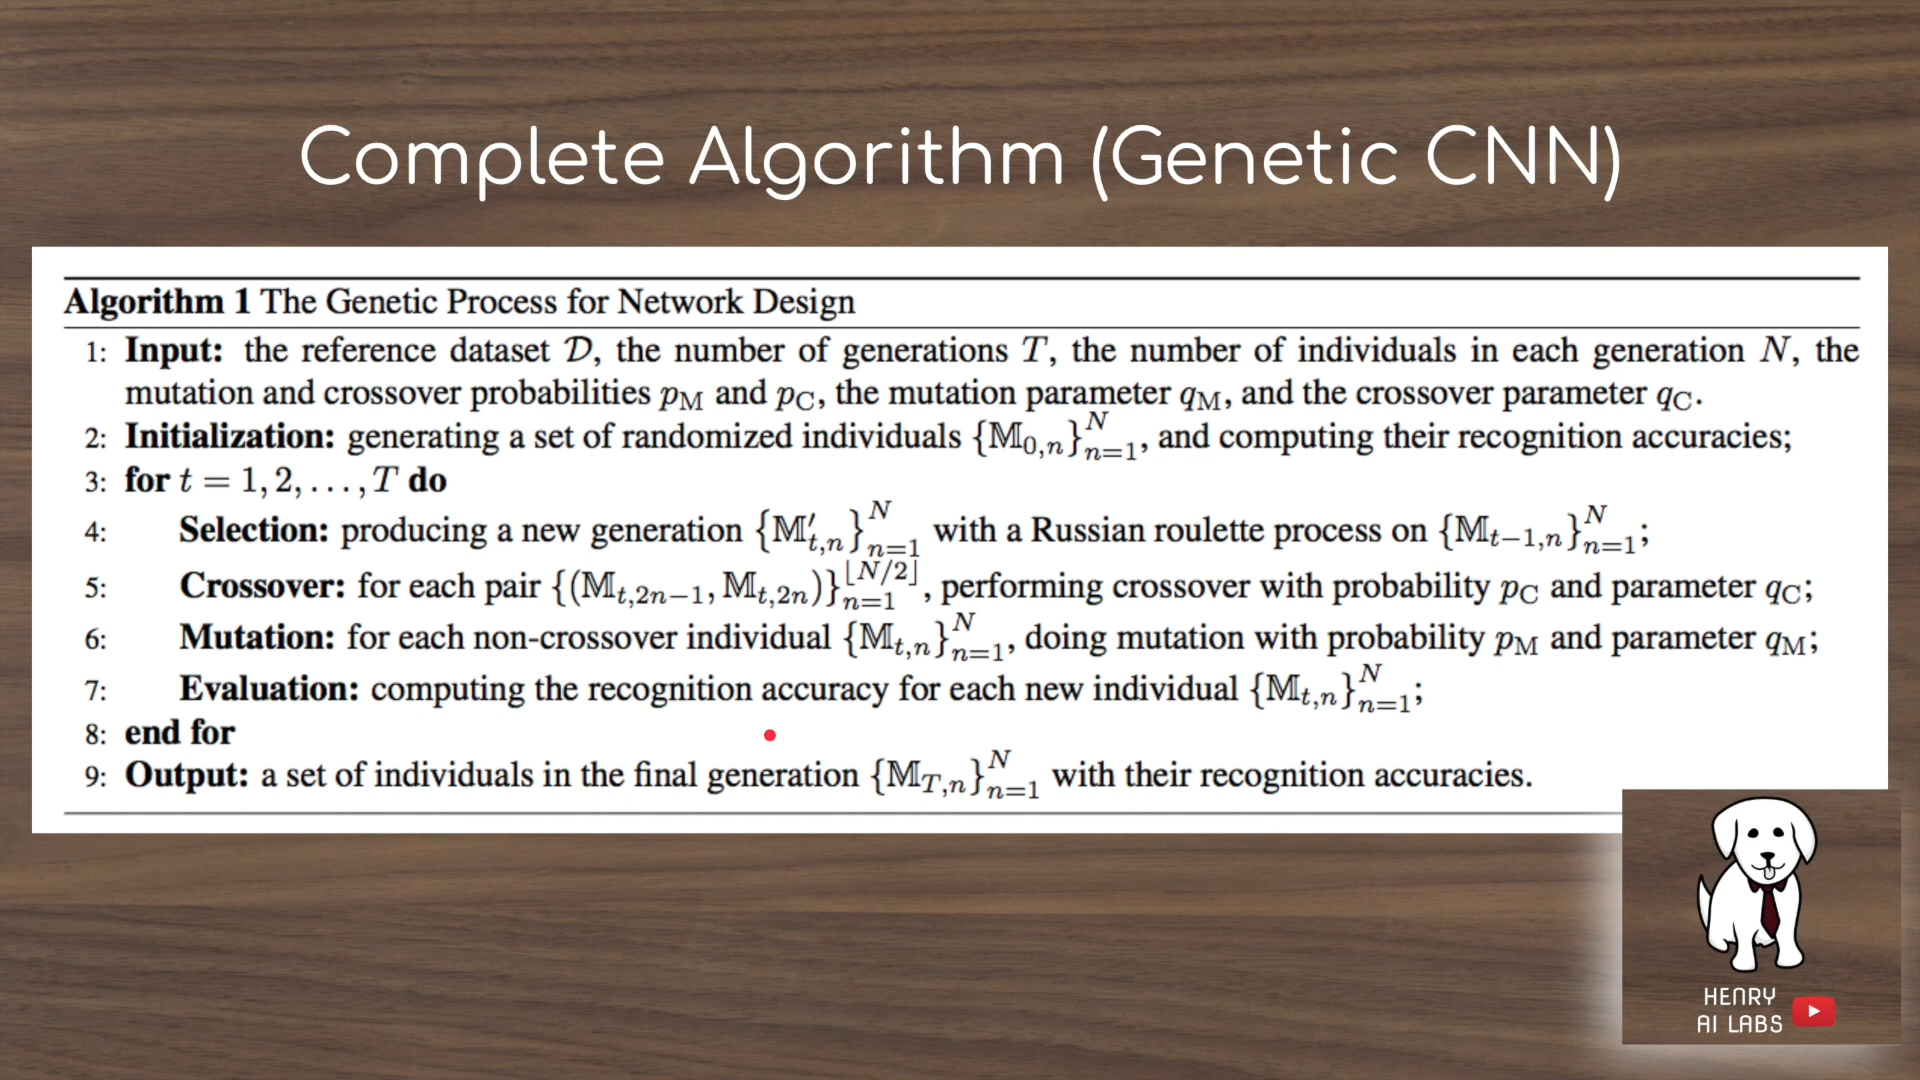 Complete Algorithm (Genetic CNN)
Algorithm 1 The Genetic Process for Network Design
1: Input: the reference dataset 𝒟, the number of generations T, the number of individuals in each generation N, the
mutation and crossover probabilities p_M and p_C, the mutation parameter q_M, and the crossover parameter q_C.
2: Initialization: generating a set of randomized individuals {𝕄_{0,n}}_{n=1}^N, and computing their recognition accuracies;
3: for t = 1, 2, . . . , T do
4: Selection: producing a new generation {𝕄′_{t,n}}_{n=1}^N with a Russian roulette process on {𝕄_{t−1,n}}_{n=1}^N;
5: Crossover: for each pair {(𝕄_{t,2n−1}, 𝕄_{t,2n})}_{n=1}^{⌊N/2⌋}, performing crossover with probability p_C and parameter q_C;
6: Mutation: for each non-crossover individual {𝕄_{t,n}}_{n=1}^N, doing mutation with probability p_M and parameter q_M;
7: Evaluation: computing the recognition accuracy for each new individual {𝕄_{t,n}}_{n=1}^N;
8: end for
9: Output: a set of individuals in the final generation {𝕄_{T,n}}_{n=1}^N with their recognition accuracies.
HENRY
AI LABS